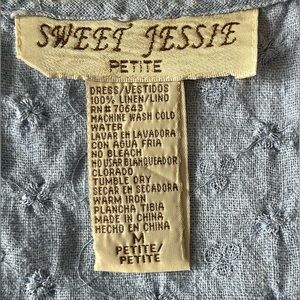 SWEET JESSIE
PETITE
DRESS/VESTIDOS
100% LINEN/LINO
RN# 70643
MACHINE WASH COLD
WATER
LAVAR EN LAVADORA
CON AGUA FRIA
NO BLEACH
NO USAR BLANQUEADOR
CLORADO
TUMBLE DRY
SECAR EN SECADORA
WARM IRON
PLANCHA TIBIA
MADE IN CHINA
HECHO EN CHINA
M
PETITE/
PETITE